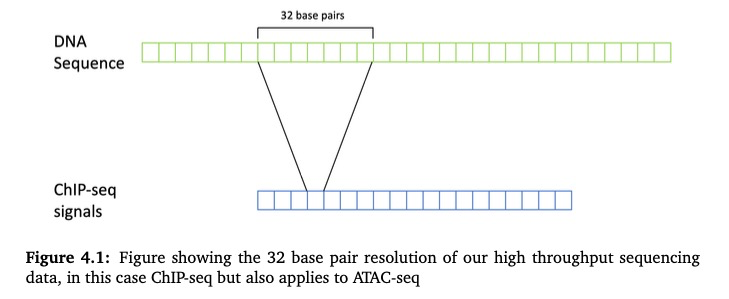 32 base pairs
DNA
Sequence
ChIP-seq
signals
Figure 4.1: Figure showing the 32 base pair resolution of our high throughput sequencing
data, in this case ChIP-seq but also applies to ATAC-seq